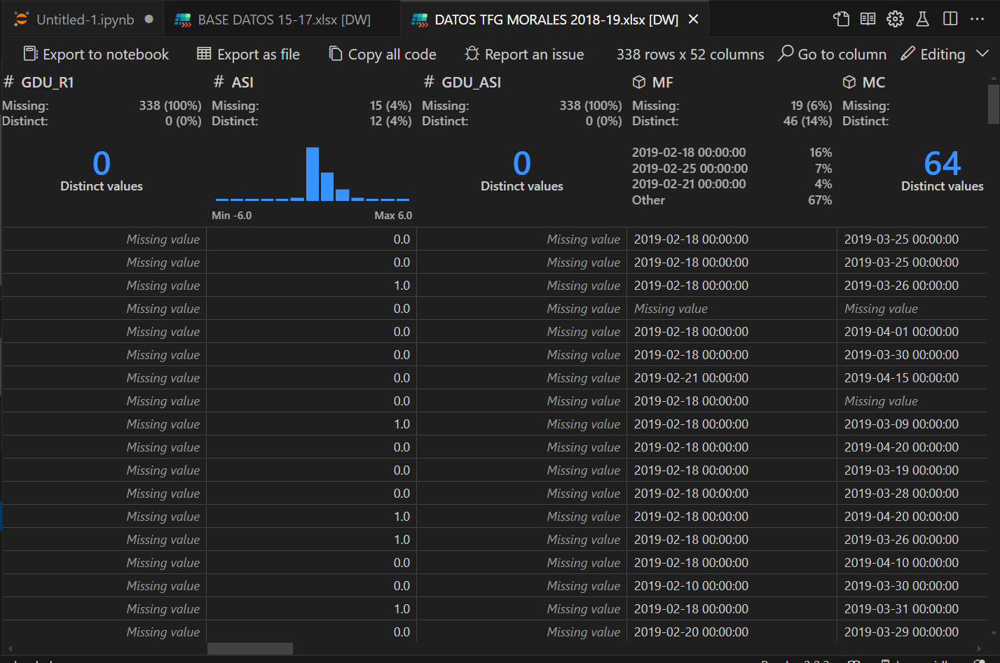 Untitled-1.ipynb BASE DATOS 15-17.xlsx [DW] DATOS TFG MORALES 2018-19.xlsx [DW]
Export to notebook Export as file Copy all code Report an issue 338 rows x 52 columns Go to column Editing
# GDU_R1 # ASI # GDU_ASI MF MC
Missing: 338 (100%) Missing: 15 (4%) Missing: 338 (100%) Missing: 19 (6%) Missing:
Distinct: 0 (0%) Distinct: 12 (4%) Distinct: 0 (0%) Distinct: 46 (14%) Distinct:
0 Distinct values
Min -6.0 Max 6.0
0 Distinct values
2019-02-18 00:00:00 16%
2019-02-25 00:00:00 7%
2019-02-21 00:00:00 4%
Other 67%
64 Distinct values
Missing value 0.0 Missing value 2019-02-18 00:00:00 2019-03-25 00:00:00
Missing value 0.0 Missing value 2019-02-18 00:00:00 2019-03-25 00:00:00
Missing value 1.0 Missing value 2019-02-18 00:00:00 2019-03-26 00:00:00
Missing value 0.0 Missing value Missing value Missing value
Missing value 0.0 Missing value 2019-02-18 00:00:00 2019-04-01 00:00:00
Missing value 0.0 Missing value 2019-02-18 00:00:00 2019-03-30 00:00:00
Missing value 0.0 Missing value 2019-02-21 00:00:00 2019-04-15 00:00:00
Missing value 0.0 Missing value 2019-02-18 00:00:00 Missing value
Missing value 1.0 Missing value 2019-02-18 00:00:00 2019-03-09 00:00:00
Missing value 0.0 Missing value 2019-02-18 00:00:00 2019-04-20 00:00:00
Missing value 0.0 Missing value 2019-02-18 00:00:00 2019-03-19 00:00:00
Missing value 0.0 Missing value 2019-02-18 00:00:00 2019-03-28 00:00:00
Missing value 1.0 Missing value 2019-02-18 00:00:00 2019-04-20 00:00:00
Missing value 1.0 Missing value 2019-02-18 00:00:00 2019-03-26 00:00:00
Missing value 0.0 Missing value 2019-02-18 00:00:00 2019-04-10 00:00:00
Missing value 0.0 Missing value 2019-02-10 00:00:00 2019-03-30 00:00:00
Missing value 1.0 Missing value 2019-02-18 00:00:00 2019-03-31 00:00:00
Missing value 0.0 Missing value 2019-02-20 00:00:00 2019-03-29 00:00:00